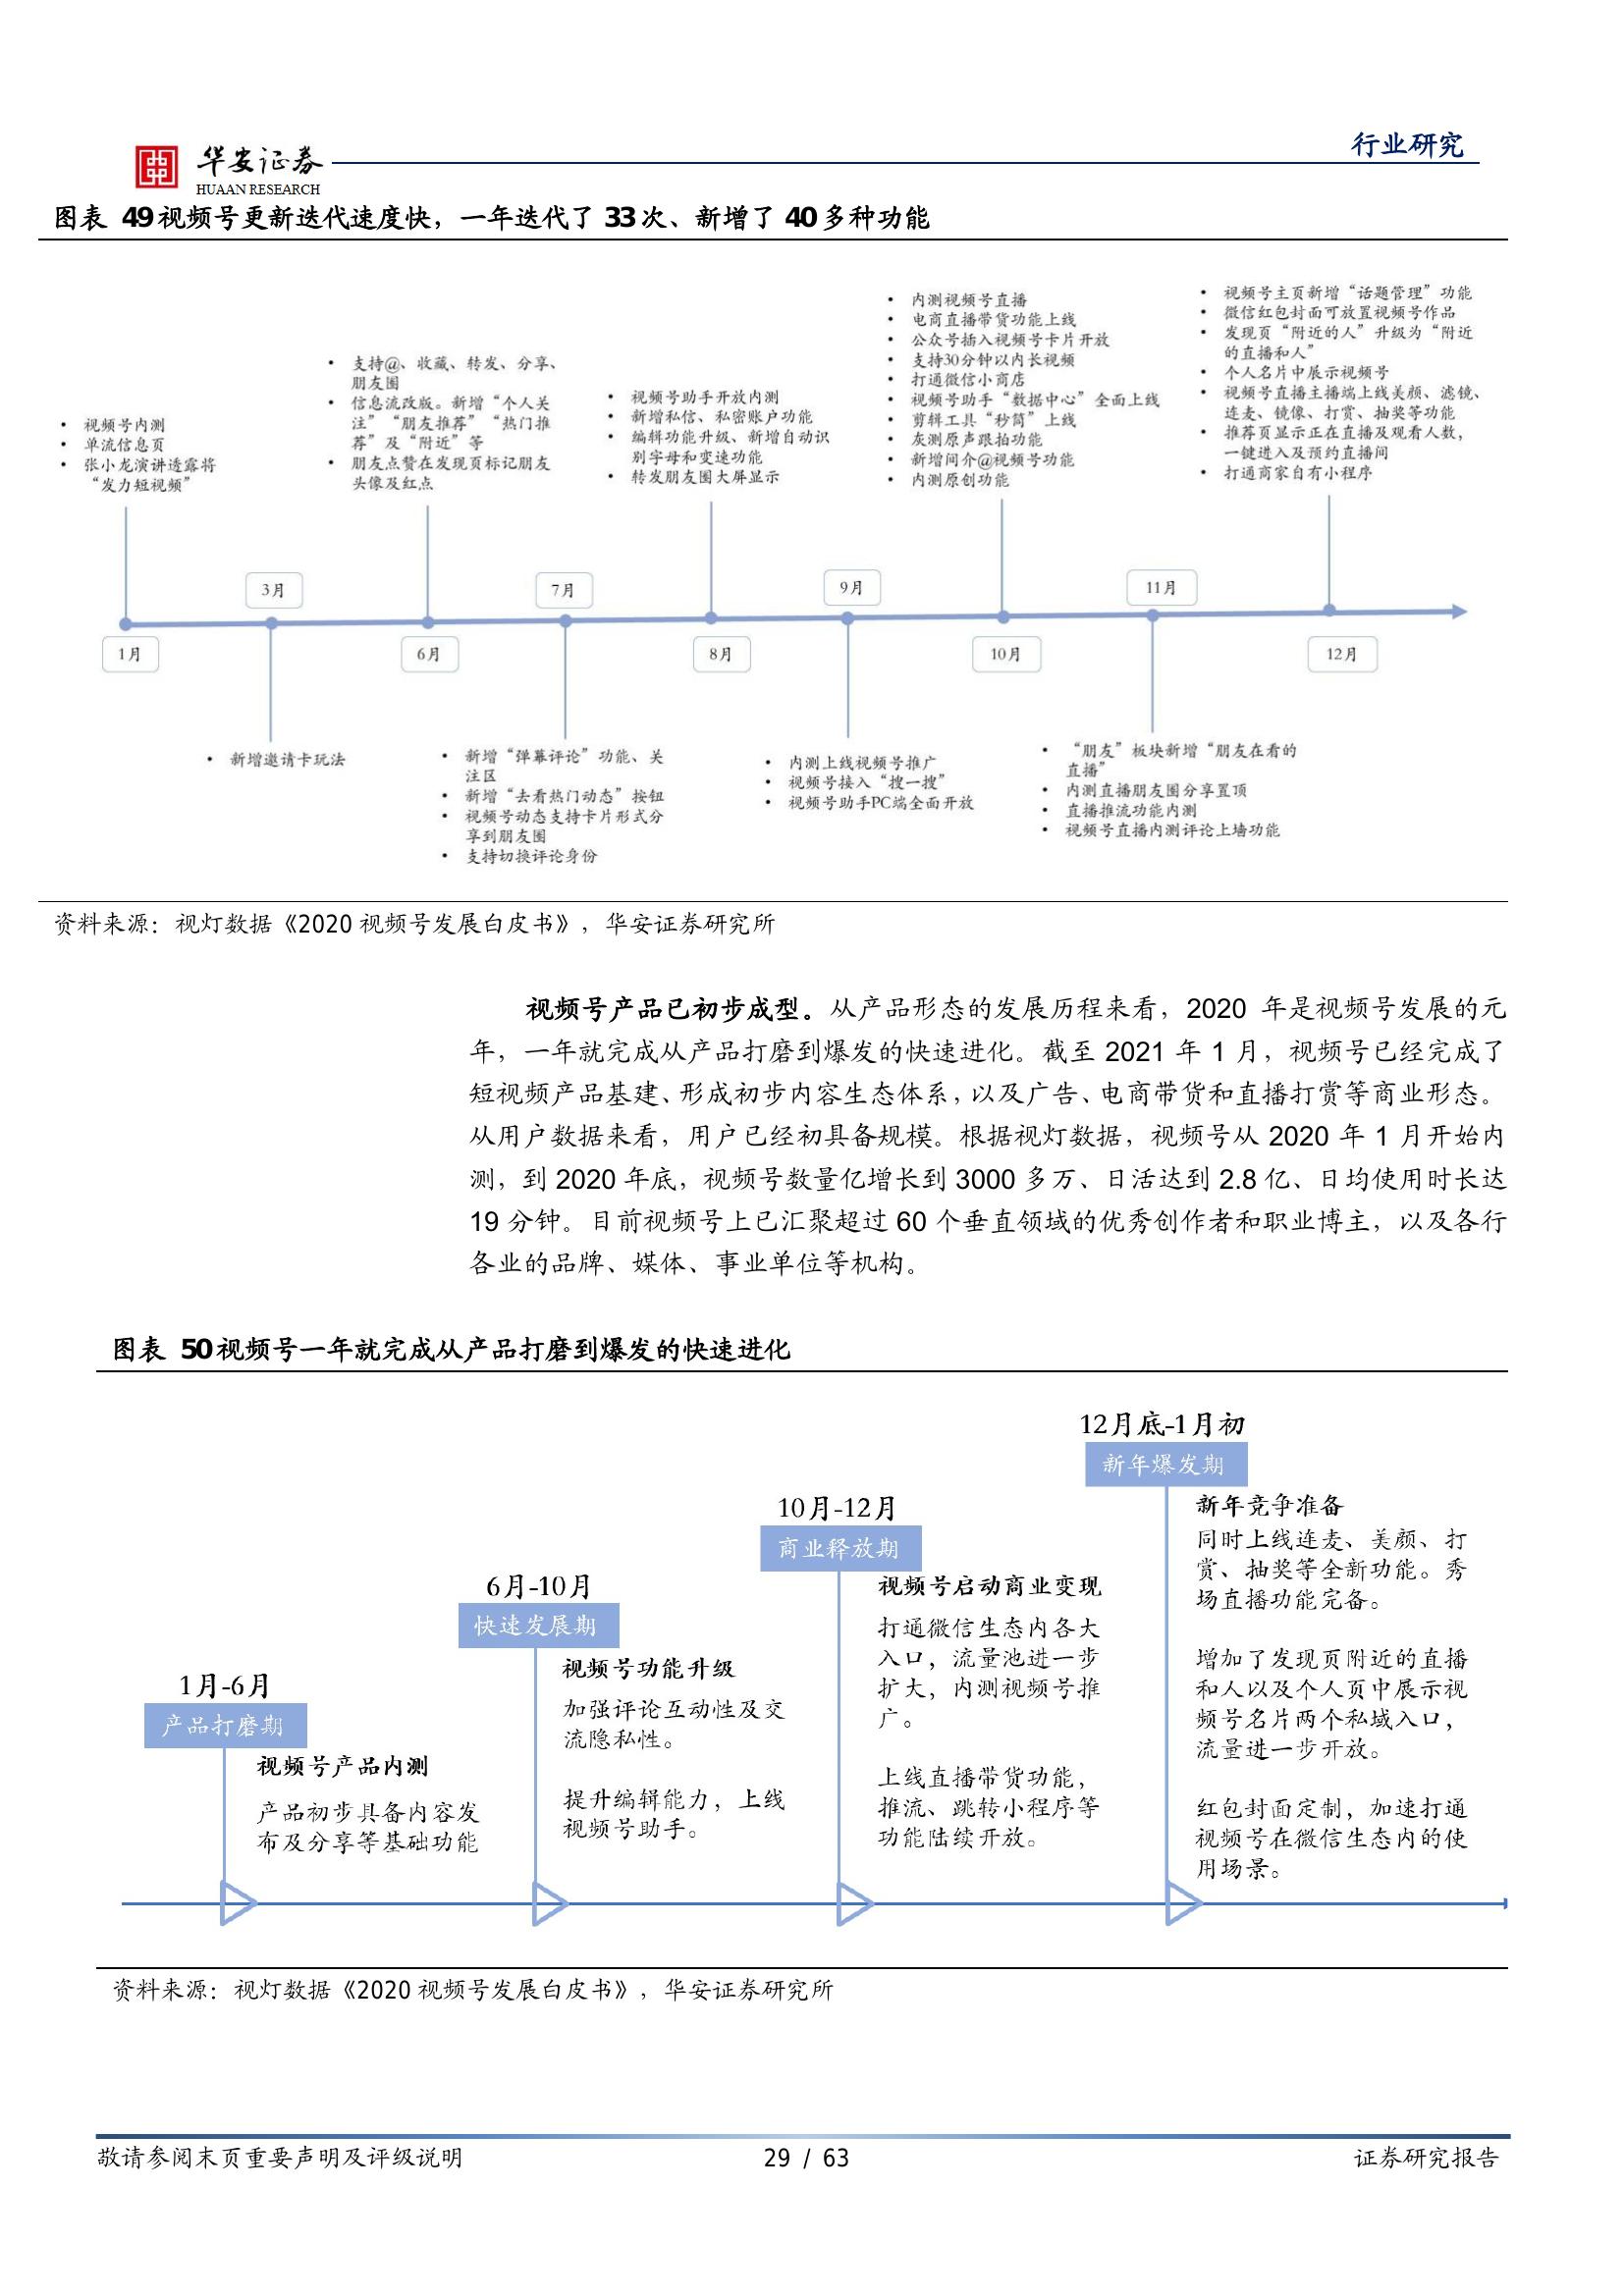 行业研究
华安证券
HUAAN RESEARCH
图表 49 视频号更新迭代速度快，一年迭代了 33 次、新增了 40 多种功能
• 视频号内测
• 单流信息页
• 张小龙演讲透露将
“发力短视频”
• 支持@、收藏、转发、分享、
朋友圈
• 信息流改版。新增“个人关
注”“朋友推荐”“热门推
荐”及“附近”等
• 朋友点赞在发现页标记朋友
头像及红点
• 视频号助手开放内测
• 新增私信、私密账户功能
• 编辑功能升级、新增自动识
别字母和变速功能
• 转发朋友圈大屏显示
• 内测视频号直播
• 电商直播带货功能上线
• 公众号插入视频号卡片开放
• 支持30分钟以内长视频
• 打通微信小商店
• 视频号助手“数据中心”全面上线
• 剪辑工具“秒简”上线
• 灰测原声跟拍功能
• 新增间介@视频号功能
• 内测原创功能
• 视频号主页新增“话题管理”功能
• 微信红包封面可放置视频号作品
• 发现页“附近的人”升级为“附近
的直播和人”
• 个人名片中展示视频号
• 视频号直播主播端上线美颜、滤镜、
连麦、镜像、打赏、抽奖等功能
• 推荐页显示正在直播及观看人数，
一键进入及预约直播间
• 打通商家自有小程序
3月
7月
9月
11月
1月
6月
8月
10月
12月
• 新增邀请卡玩法
• 新增“弹幕评论”功能、关
注区
• 新增“去看热门动态”按钮
• 视频号动态支持卡片形式分
享到朋友圈
• 支持切换评论身份
• 内测上线视频号推广
• 视频号接入“搜一搜”
• 视频号助手PC端全面开放
• “朋友”板块新增“朋友在看的
直播”
• 内测直播朋友圈分享置顶
• 直播推流功能内测
• 视频号直播内测评论上墙功能
资料来源：视灯数据《2020 视频号发展白皮书》，华安证券研究所
视频号产品已初步成型。从产品形态的发展历程来看，2020 年是视频号发展的元
年，一年就完成从产品打磨到爆发的快速进化。截至 2021 年 1 月，视频号已经完成了
短视频产品基建、形成初步内容生态体系，以及广告、电商带货和直播打赏等商业形态。
从用户数据来看，用户已经初具备规模。根据视灯数据，视频号从 2020 年 1 月开始内
测，到 2020 年底，视频号数量亿增长到 3000 多万、日活达到 2.8 亿、日均使用时长达
19 分钟。目前视频号上已汇聚超过 60 个垂直领域的优秀创作者和职业博主，以及各行
各业的品牌、媒体、事业单位等机构。
图表 50 视频号一年就完成从产品打磨到爆发的快速进化
1月-6月
产品打磨期
视频号产品内测
产品初步具备内容发
布及分享等基础功能
6月-10月
快速发展期
视频号功能升级
加强评论互动性及交
流隐私性。
提升编辑能力，上线
视频号助手。
10月-12月
商业释放期
视频号启动商业变现
打通微信生态内各大
入口，流量池进一步
扩大，内测视频号推
广。
上线直播带货功能，
推流、跳转小程序等
功能陆续开放。
12月底-1月初
新年爆发期
新年竞争准备
同时上线连麦、美颜、打
赏、抽奖等全新功能。秀
场直播功能完备。
增加了发现页附近的直播
和人以及个人页中展示视
频号名片两个私域入口，
流量进一步开放。
红包封面定制，加速打通
视频号在微信生态内的使
用场景。
资料来源：视灯数据《2020 视频号发展白皮书》，华安证券研究所
敬请参阅末页重要声明及评级说明
29 / 63
证券研究报告